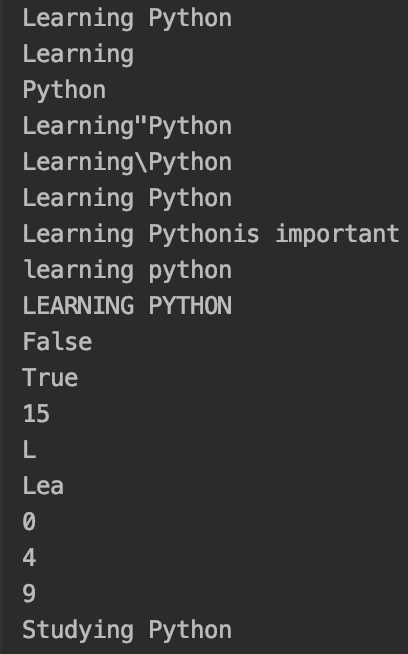 Learning Python
Learning
Python
Learning"Python
Learning\Python
Learning Python
Learning Pythonis important
learning python
LEARNING PYTHON
False
True
15
L
Lea
0
4
9
Studying Python